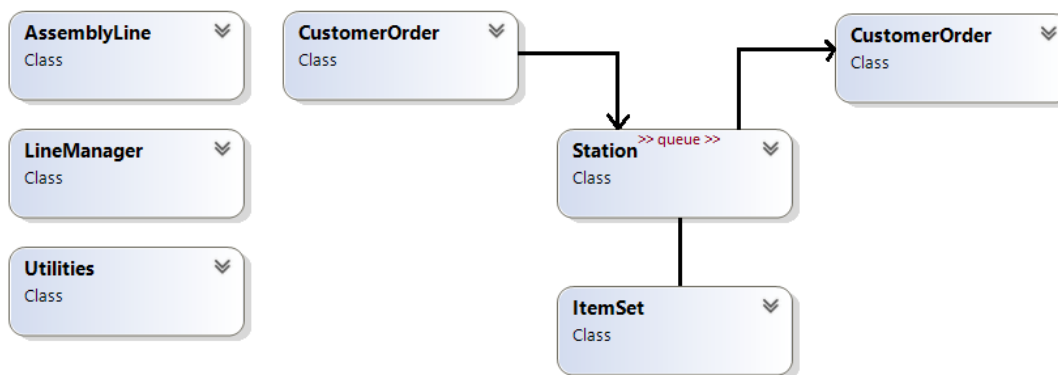 AssemblyLine
Class
CustomerOrder
Class
CustomerOrder
Class
LineManager
Class
>> queue >>
Station
Class
Utilities
Class
ItemSet
Class